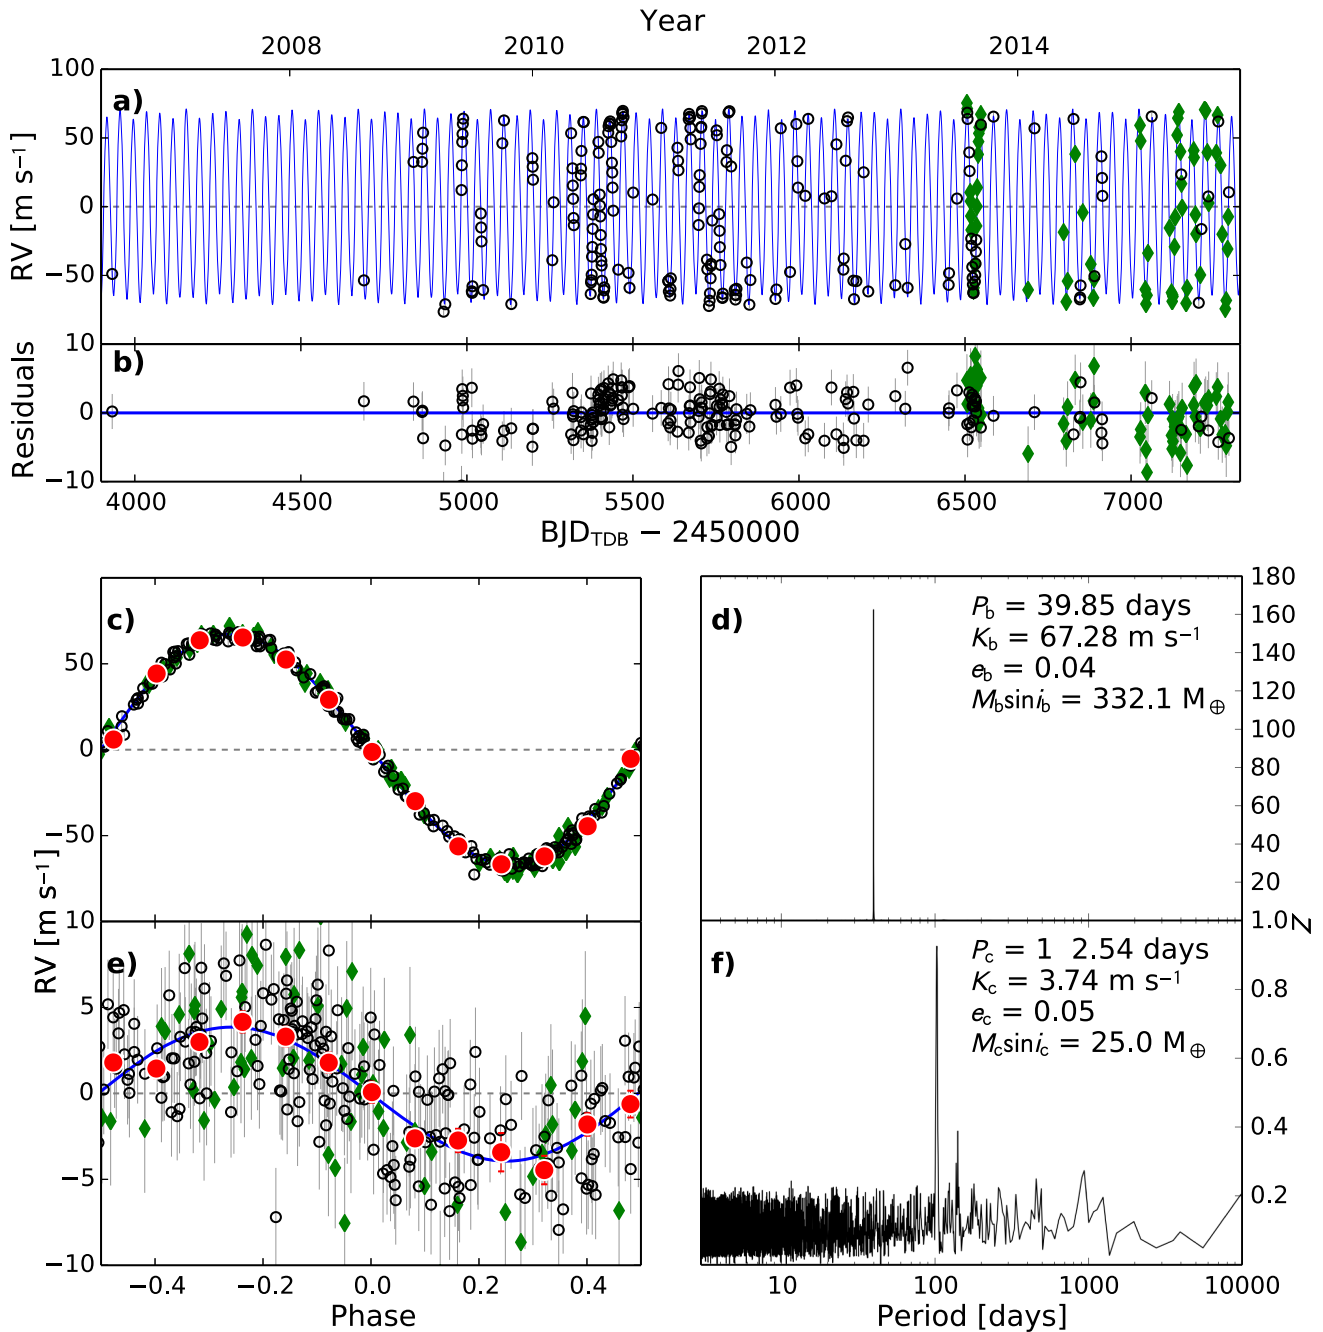 Year
2008 2010 2012 2014
a)
RV [m s⁻¹]
100
50
0
−50
10
b)
Residuals
0
−10
4000 4500 5000 5500 6000 6500 7000
BJD_TDB − 2450000
c)
50
0
−50
RV [m s⁻¹]
d)
P_b = 39.85 days
K_b = 67.28 m s⁻¹
e_b = 0.04
M_b sin i_b = 332.1 M_⊕
180
160
140
120
100
80
60
40
20
1.0
Z
e)
10
5
0
−5
−10
−0.4 −0.2 0.0 0.2 0.4
Phase
f)
P_c = 1 2.54 days
K_c = 3.74 m s⁻¹
e_c = 0.05
M_c sin i_c = 25.0 M_⊕
0.8
0.6
0.4
0.2
10 100 1000 10000
Period [days]